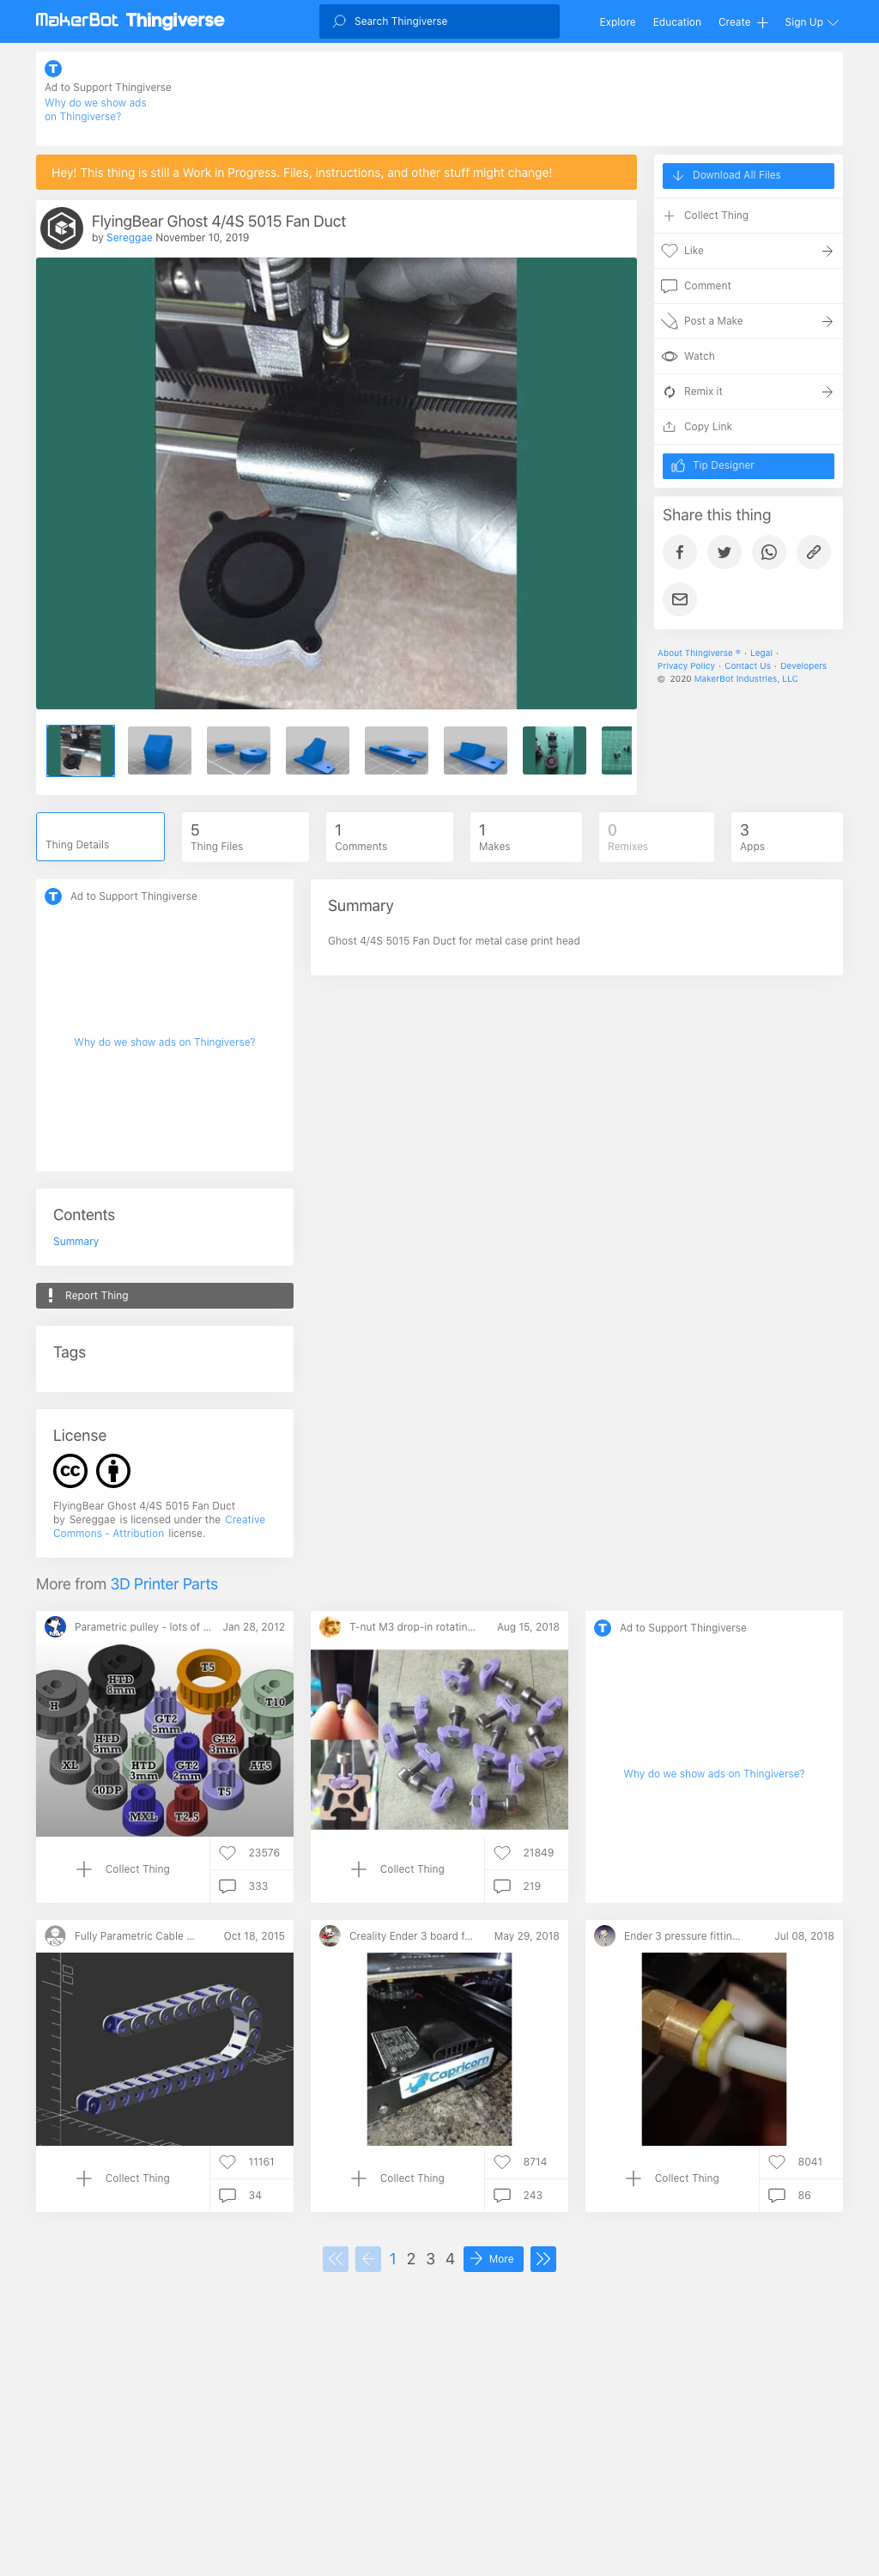 MakerBot Thingiverse
Search Thingiverse
Explore
Education
Create
Sign Up
Ad to Support Thingiverse
Why do we show ads
on Thingiverse?
Hey! This thing is still a Work in Progress. Files, instructions, and other stuff might change!
FlyingBear Ghost 4/4S 5015 Fan Duct
by Sereggae November 10, 2019
Download All Files
Collect Thing
Like
Comment
Post a Make
Watch
Remix it
Copy Link
Tip Designer
Share this thing
About Thingiverse ® · Legal ·
Privacy Policy · Contact Us · Developers
© 2020 MakerBot Industries, LLC
Thing Details
5
Thing Files
1
Comments
1
Makes
0
Remixes
3
Apps
Ad to Support Thingiverse
Why do we show ads on Thingiverse?
Summary
Ghost 4/4S 5015 Fan Duct for metal case print head
Contents
Summary
Report Thing
Tags
License
cc
FlyingBear Ghost 4/4S 5015 Fan Duct
by Sereggae is licensed under the Creative
Commons - Attribution license.
More from 3D Printer Parts
Parametric pulley - lots of ... Jan 28, 2012
HTD 8mm
T5
H
T10
GT2 5mm
HTD 5mm
GT2 3mm
XL
HTD 3mm
GT2 2mm
AT5
40DP
T5
MXL
T2.5
Collect Thing
23576
333
T-nut M3 drop-in rotatin... Aug 15, 2018
Collect Thing
21849
219
Ad to Support Thingiverse
Why do we show ads on Thingiverse?
Fully Parametric Cable ... Oct 18, 2015
Collect Thing
11161
34
Creality Ender 3 board f... May 29, 2018
Capricorn
Collect Thing
8714
243
Ender 3 pressure fittin... Jul 08, 2018
Collect Thing
8041
86
1 2 3 4 More